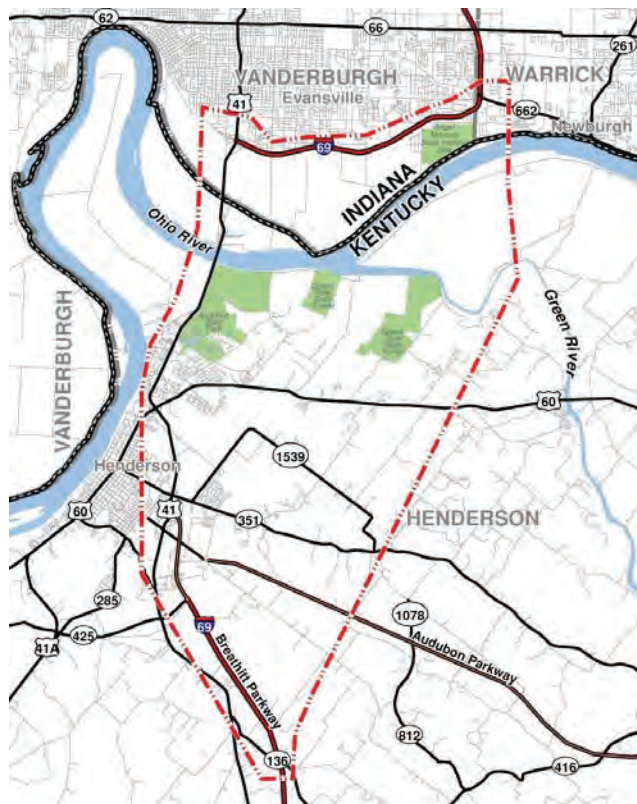 62
66
261
VANDERBURGH
WARRICK
41
Evansville
662
Newburgh
69
INDIANA
KENTUCKY
Ohio River
VANDERBURGH
Green River
60
1539
Henderson
41
60
351
HENDERSON
285
1078
69
425
41A
Breathitt Parkway
Audubon Parkway
812
136
416